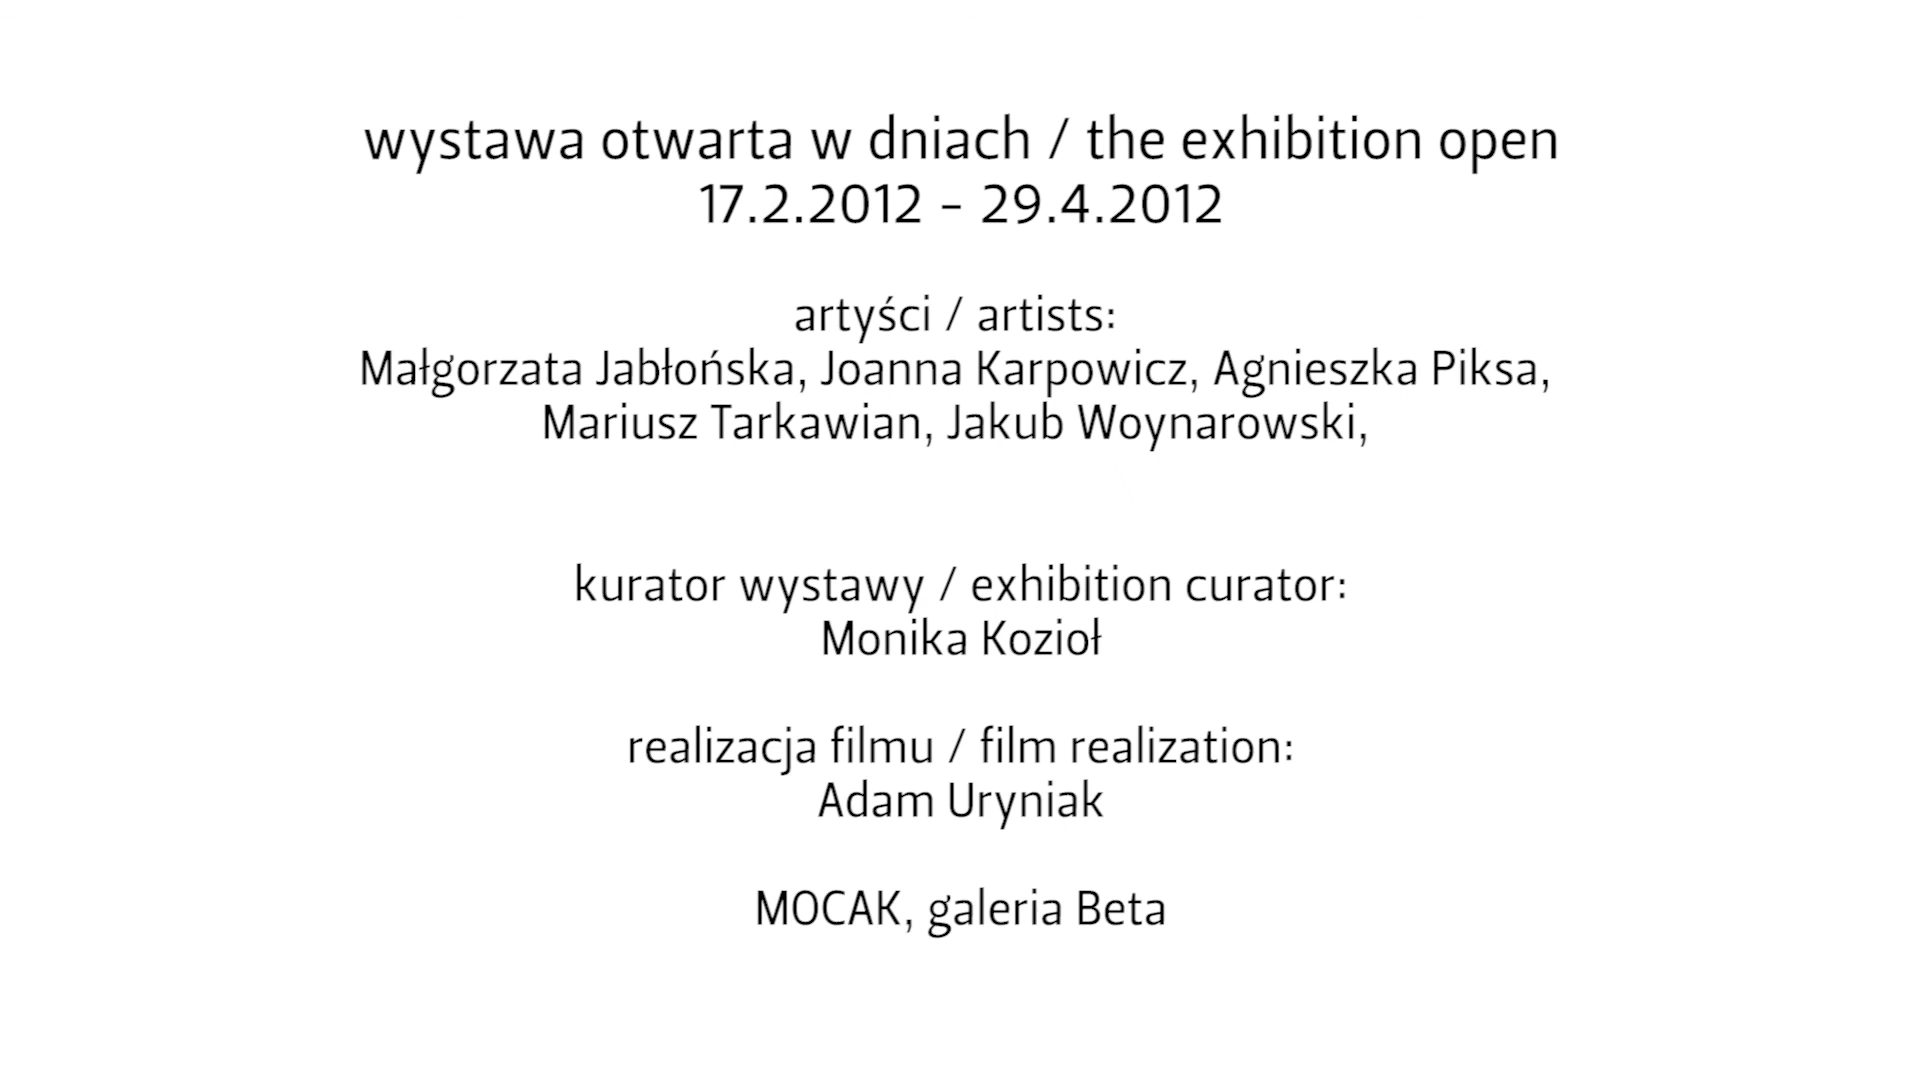 wystawa otwarta w dniach / the exhibition open
17.2.2012 – 29.4.2012
artyści / artists:
Małgorzata Jabłońska, Joanna Karpowicz, Agnieszka Piksa,
Mariusz Tarkawian, Jakub Woynarowski,
kurator wystawy / exhibition curator:
Monika Kozioł
realizacja filmu / film realization:
Adam Uryniak
MOCAK, galeria Beta